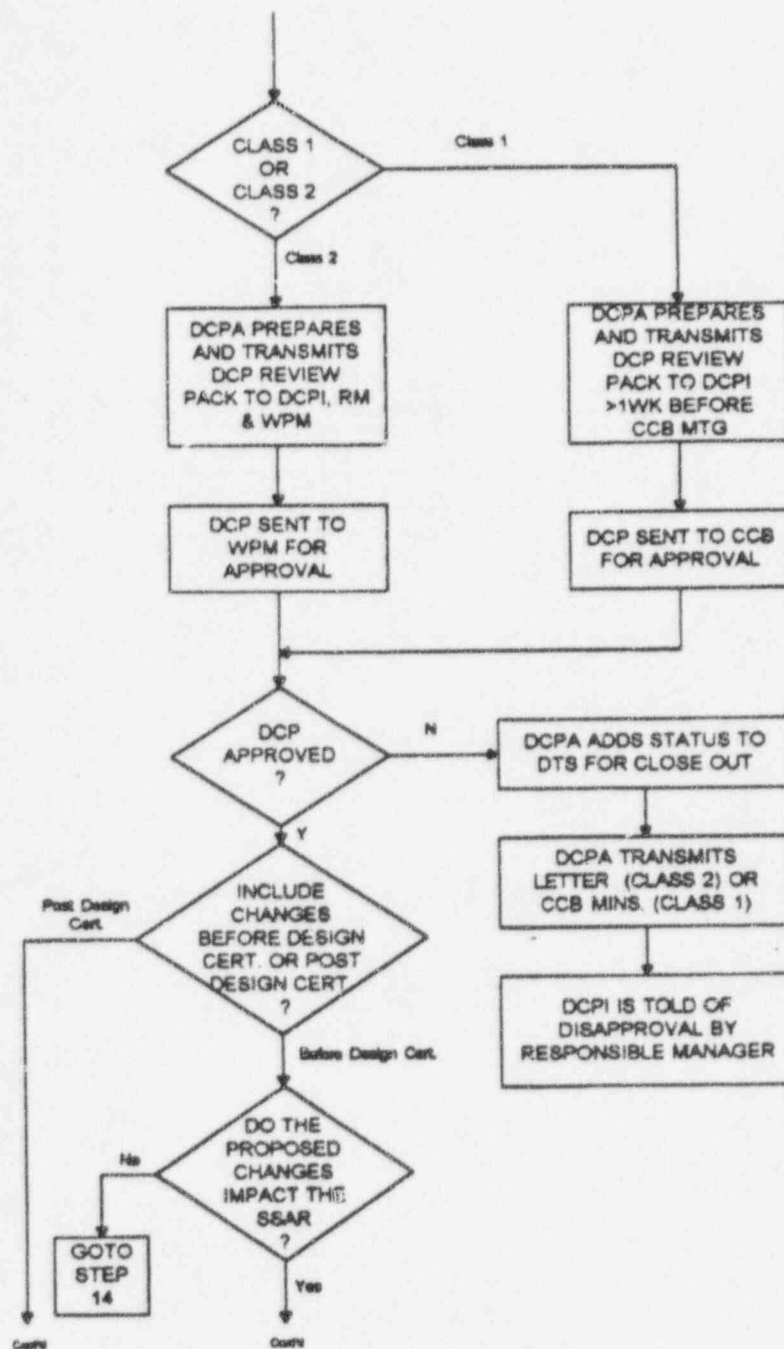 CLASS 1
OR
CLASS 2
?
Class 1
Class 2
DCPA PREPARES
AND TRANSMITS
DCP REVIEW
PACK TO DCPI, RM
& WPM
DCPA PREPARES
AND TRANSMITS
DCP REVIEW
PACK TO DCPI
>1WK BEFORE
CCB MTG
DCP SENT TO
WPM FOR
APPROVAL
DCP SENT TO CCB
FOR APPROVAL
DCP
APPROVED
?
N
DCPA ADDS STATUS TO
DTS FOR CLOSE OUT
Y
DCPA TRANSMITS
LETTER (CLASS 2) OR
CCB MINS. (CLASS 1)
Post Design
Cert.
INCLUDE
CHANGES
BEFORE DESIGN
CERT. OR POST
DESIGN CERT
?
DCPI IS TOLD OF
DISAPPROVAL BY
RESPONSIBLE MANAGER
Before Design Cert.
DO THE
PROPOSED
CHANGES
IMPACT THE
SSAR
?
No
GOTO
STEP
14
Yes
Cont'd
Cont'd